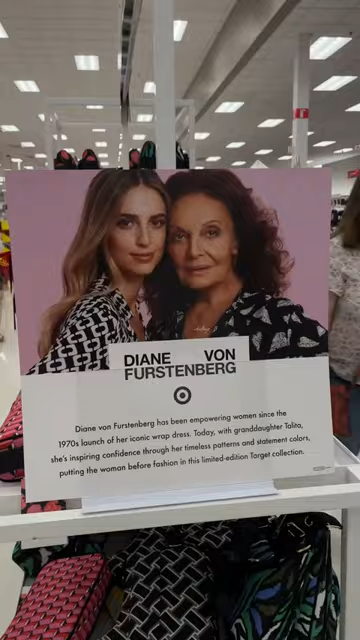 DIANE VON
FURSTENBERG
Diane von Furstenberg has been empowering women since the
1970s launch of her iconic wrap dress. Today, with granddaughter Talita,
she's inspiring confidence through her timeless patterns and statement colors,
putting the woman before fashion in this limited-edition Target collection.